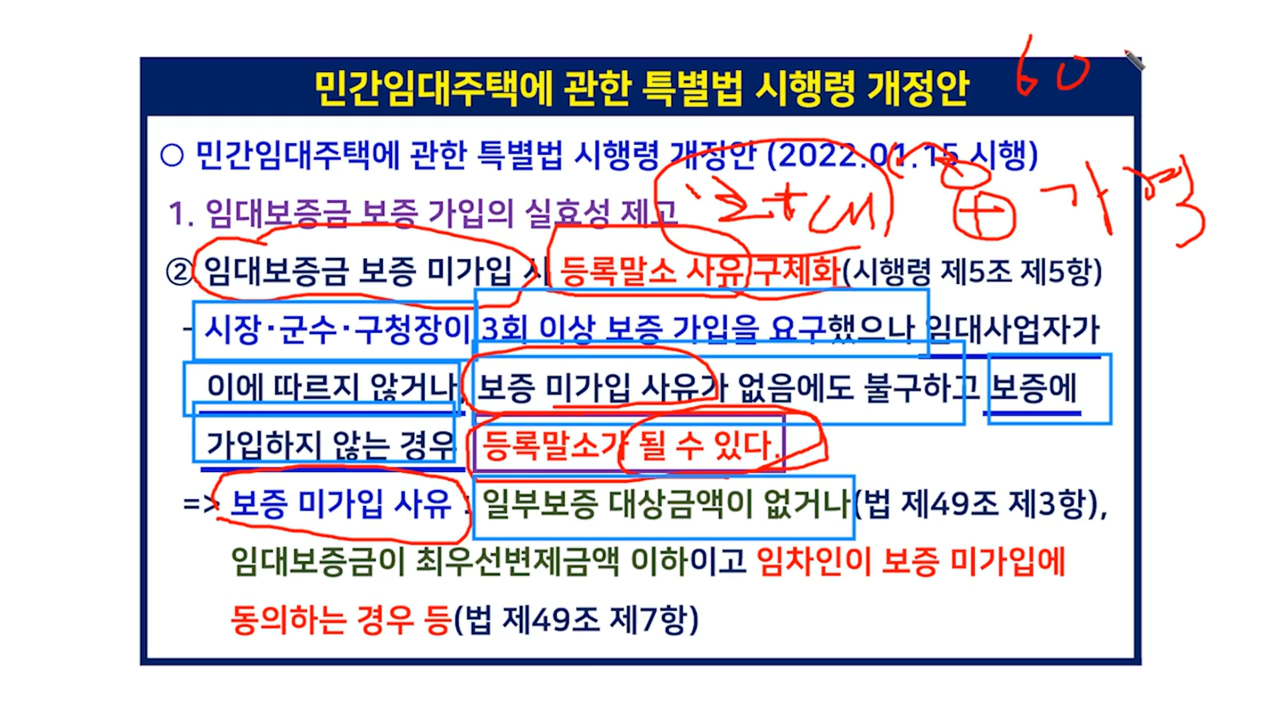 민간임대주택에 관한 특별법 시행령 개정안
60
○ 민간임대주택에 관한 특별법 시행령 개정안 (2022.01.15 시행)
1. 임대보증금 보증 가입의 실효성 제고
가격
② 임대보증금 보증 미가입 시 등록말소 사유 구체화(시행령 제5조 제5항)
- 시장·군수·구청장이 3회 이상 보증 가입을 요구했으나 임대사업자가
이에 따르지 않거나, 보증 미가입 사유가 없음에도 불구하고 보증에
가입하지 않는 경우 등록말소가 될 수 있다.
=> 보증 미가입 사유 : 일부보증 대상금액이 없거나(법 제49조 제3항),
임대보증금이 최우선변제금액 이하이고 임차인이 보증 미가입에
동의하는 경우 등(법 제49조 제7항)